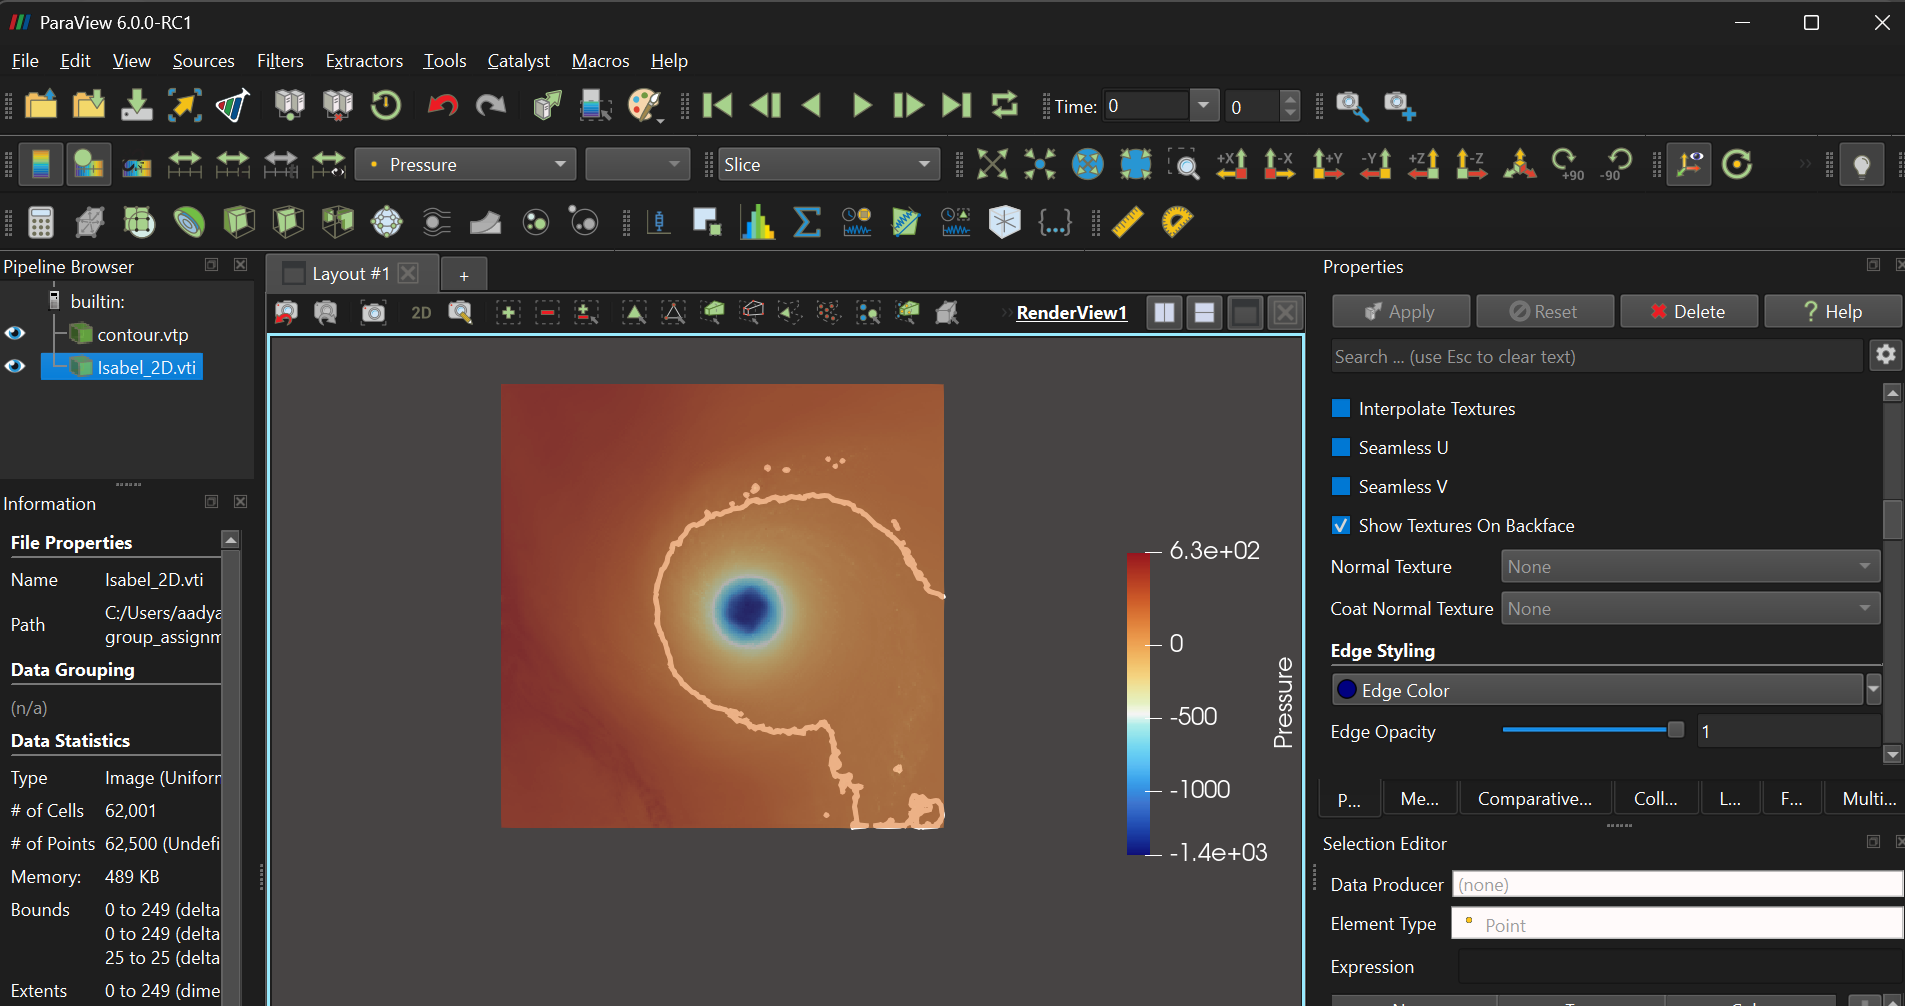 ParaView 6.0.0-RC1
File Edit View Sources Filters Extractors Tools Catalyst Macros Help
Time: 0 0
Pressure Slice +X -X +Y -Y +Z -Z +90 -90
{...}
Pipeline Browser
builtin:
contour.vtp
Isabel_2D.vti
Information
File Properties
Name Isabel_2D.vti
Path C:/Users/aadya
group_assignm
Data Grouping
(n/a)
Data Statistics
Type Image (Uniforr
# of Cells 62,001
# of Points 62,500 (Undefi
Memory: 489 KB
Bounds 0 to 249 (delta
0 to 249 (delta
25 to 25 (delta
Extents 0 to 249 (dime
Layout #1 +
2D RenderView1
6.3e+02
0
-500
-1000
-1.4e+03
Pressure
Properties
Apply Reset Delete ? Help
Search ... (use Esc to clear text)
Interpolate Textures
Seamless U
Seamless V
Show Textures On Backface
Normal Texture None
Coat Normal Texture None
Edge Styling
Edge Color
Edge Opacity 1
P... Me... Comparative... Coll... L... F... Multi...
Selection Editor
Data Producer (none)
Element Type Point
Expression